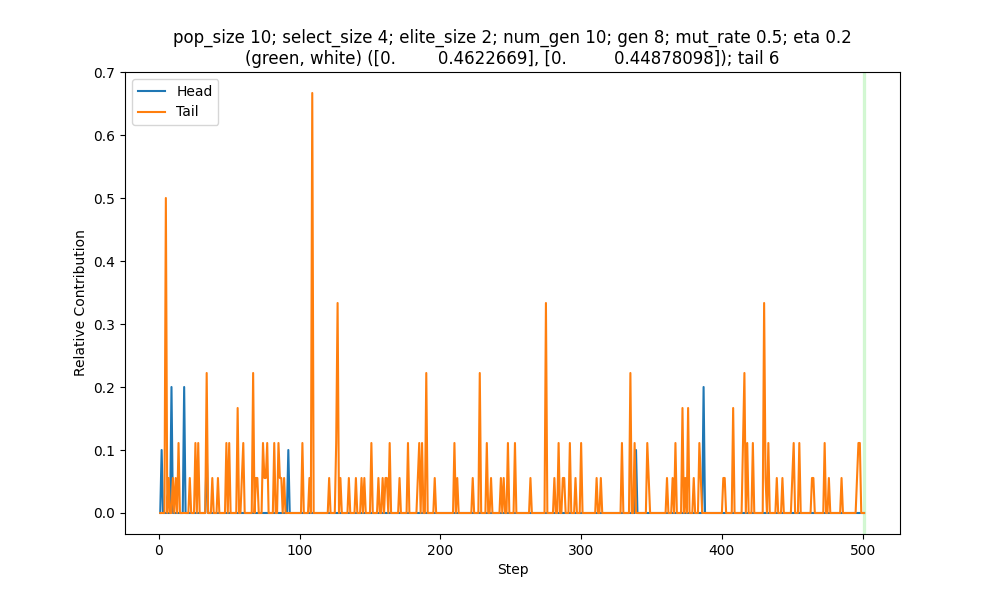 pop_size 10; select_size 4; elite_size 2; num_gen 10; gen 8; mut_rate 0.5; eta 0.2
(green, white) ([0. 0.4622669], [0. 0.44878098]); tail 6
0.7
Head
Tail
0.6
0.5
0.4
0.3
0.2
0.1
0.0
Relative Contribution
0 100 200 300 400 500
Step